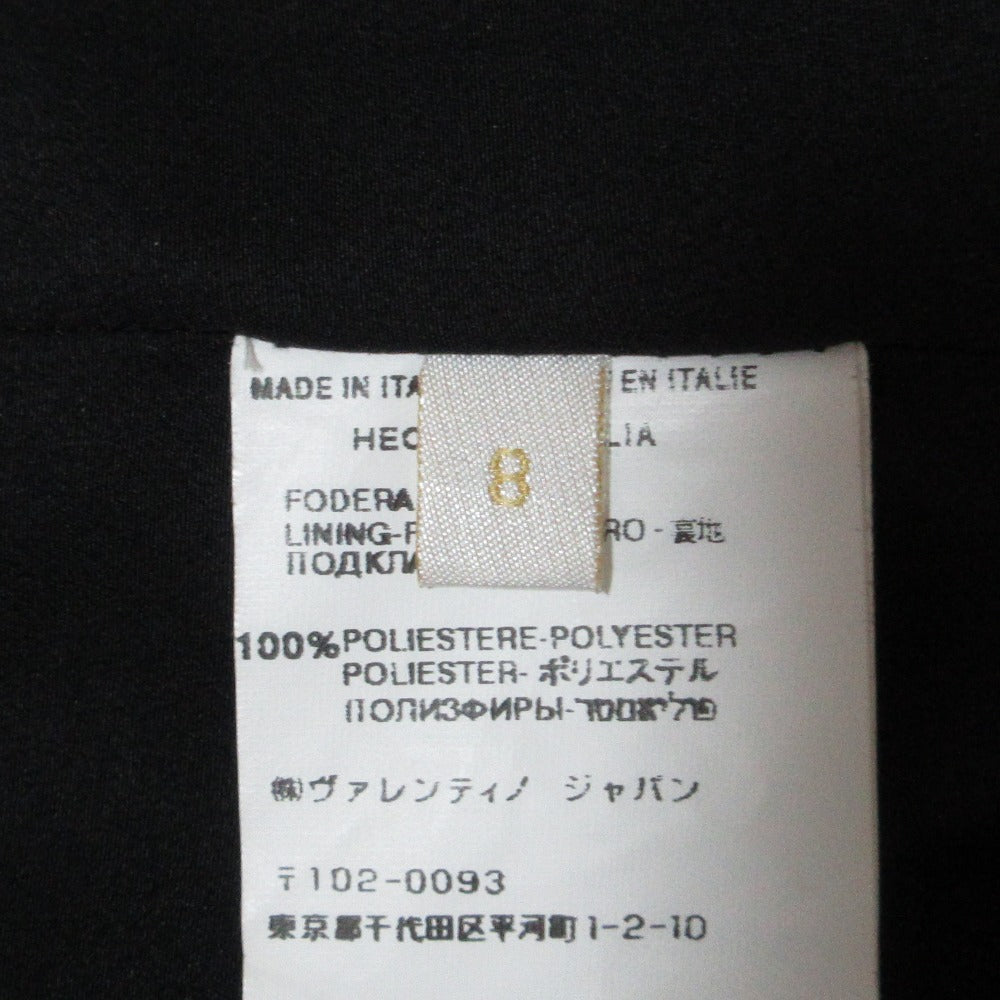 MADE IN ITA EN ITALIE
HEC LIA
8
FODERA
LINING-F RO - 裏地
ПОДКЛА
100% POLIESTERE-POLYESTER
POLIESTER- ポリエステル
ПОЛИЭФИРЫ-
㈱ヴァレンティノ ジャパン
〒102-0093
東京都千代田区平河町1-2-10